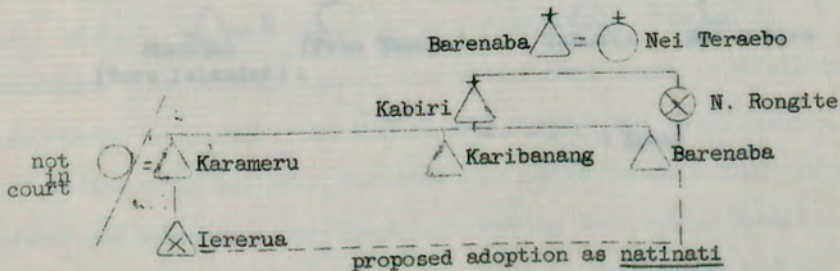 Barenaba = Nei Teraebo
Kabiri N. Rongite
not in court = Karameru Karibanang Barenaba
Iererua
proposed adoption as natinati